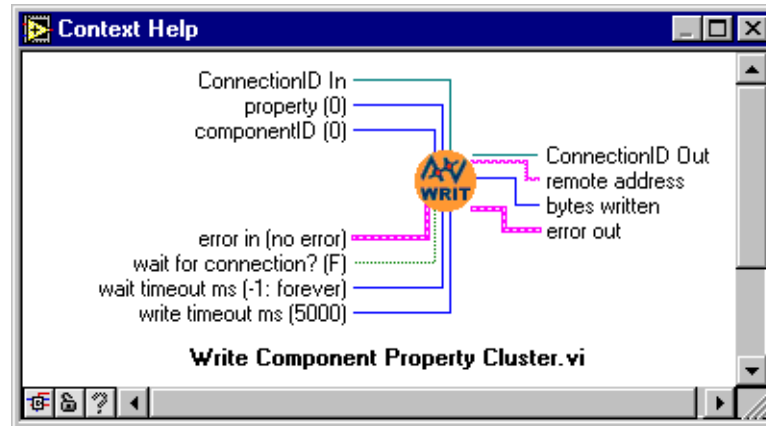 Context Help
ConnectionID In
property (0)
componentID (0)
WRIT
ConnectionID Out
remote address
bytes written
error out
error in (no error)
wait for connection? (F)
wait timeout ms (-1: forever)
write timeout ms (5000)
Write Component Property Cluster.vi
?